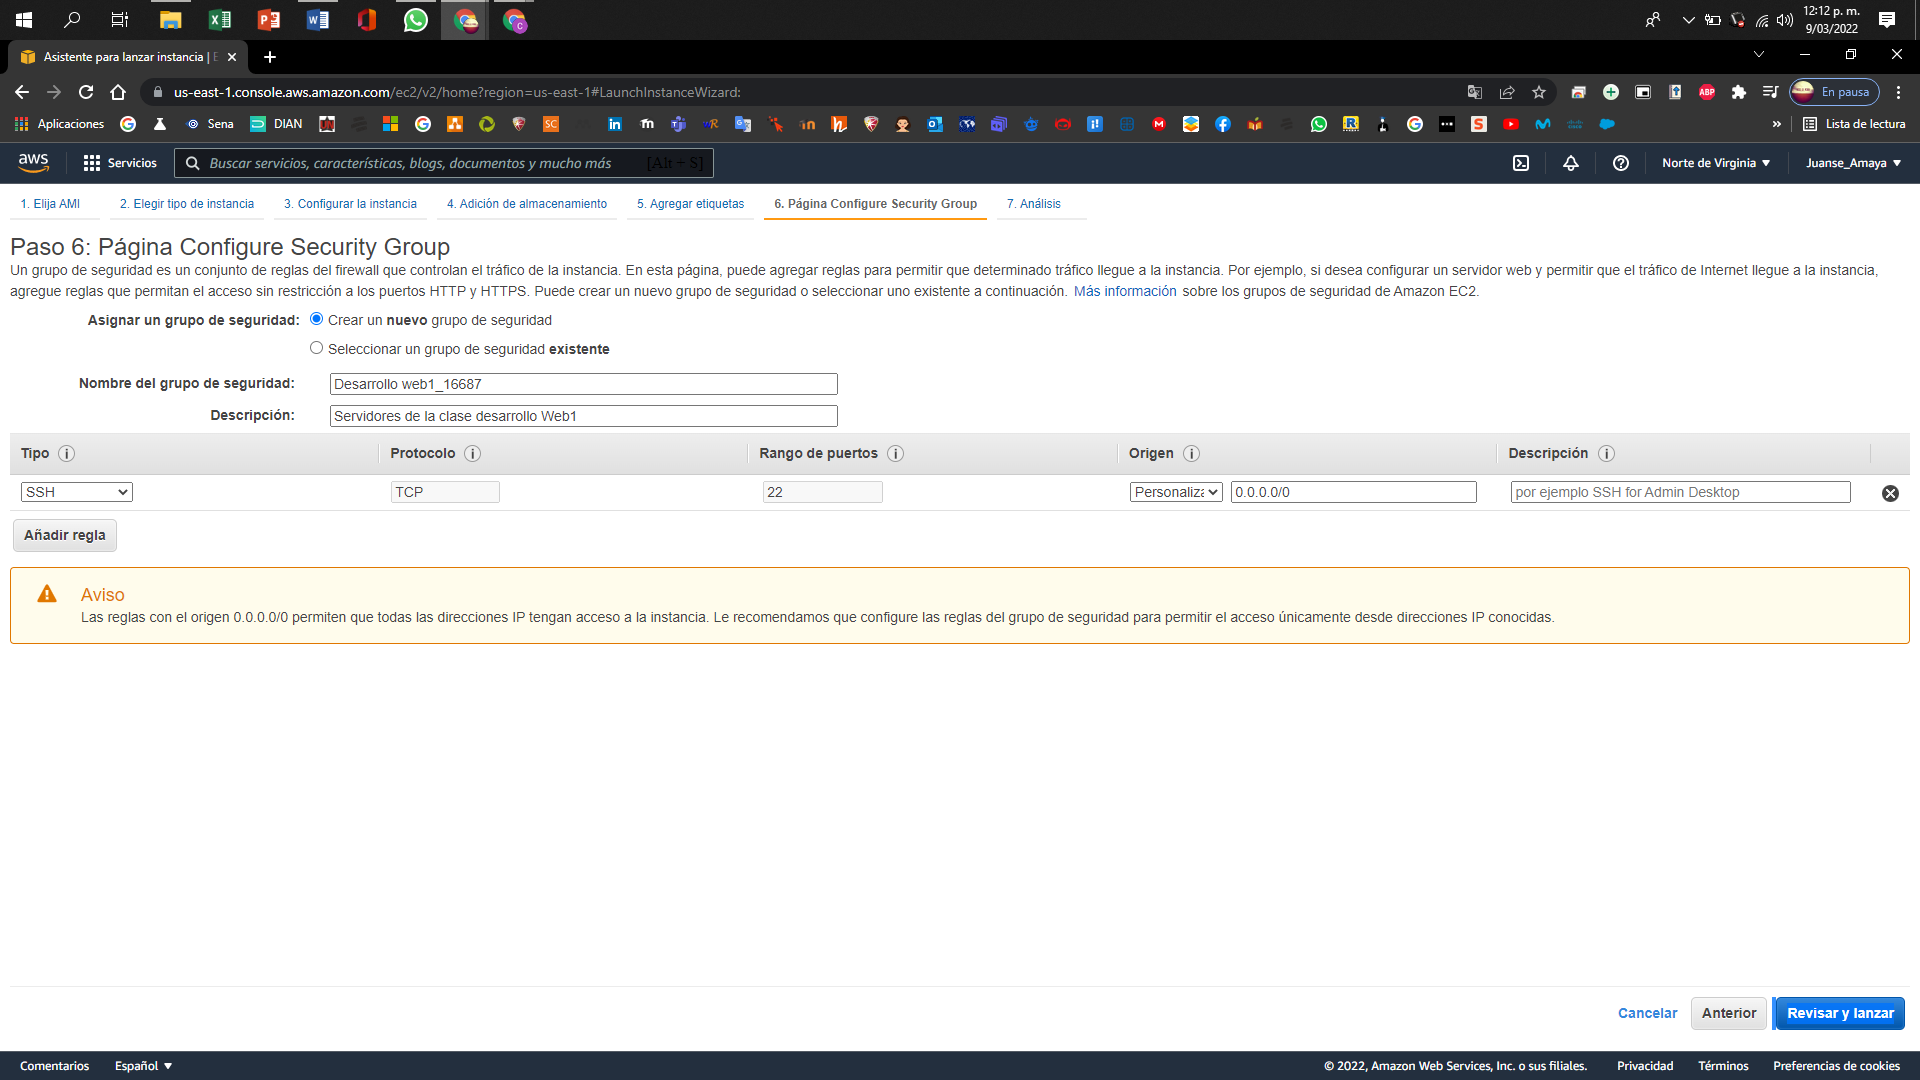 12:12 p. m.
9/03/2022
Asistente para lanzar instancia | E
us-east-1.console.aws.amazon.com/ec2/v2/home?region=us-east-1#LaunchInstanceWizard:
ABP
En pausa
Aplicaciones
Sena
DIAN
SC
Lista de lectura
aws
Servicios
Buscar servicios, características, blogs, documentos y mucho más
[Alt + S]
Norte de Virginia
Juanse_Amaya
1. Elija AMI
2. Elegir tipo de instancia
3. Configurar la instancia
4. Adición de almacenamiento
5. Agregar etiquetas
6. Página Configure Security Group
7. Análisis
Paso 6: Página Configure Security Group
Un grupo de seguridad es un conjunto de reglas del firewall que controlan el tráfico de la instancia. En esta página, puede agregar reglas para permitir que determinado tráfico llegue a la instancia. Por ejemplo, si desea configurar un servidor web y permitir que el tráfico de Internet llegue a la instancia,
agregue reglas que permitan el acceso sin restricción a los puertos HTTP y HTTPS. Puede crear un nuevo grupo de seguridad o seleccionar uno existente a continuación. Más información sobre los grupos de seguridad de Amazon EC2.
Asignar un grupo de seguridad:
Crear un nuevo grupo de seguridad
Seleccionar un grupo de seguridad existente
Nombre del grupo de seguridad:
Desarrollo web1_16687
Descripción:
Servidores de la clase desarrollo Web1
Tipo
Protocolo
Rango de puertos
Origen
Descripción
SSH
TCP
22
Personaliza
0.0.0.0/0
por ejemplo SSH for Admin Desktop
Añadir regla
Aviso
Las reglas con el origen 0.0.0.0/0 permiten que todas las direcciones IP tengan acceso a la instancia. Le recomendamos que configure las reglas del grupo de seguridad para permitir el acceso únicamente desde direcciones IP conocidas.
Cancelar
Anterior
Revisar y lanzar
Comentarios
Español
© 2022, Amazon Web Services, Inc. o sus filiales.
Privacidad
Términos
Preferencias de cookies